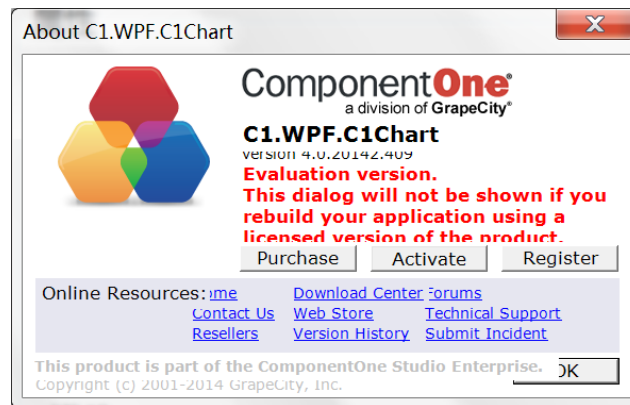 About C1.WPF.C1Chart
ComponentOne®
a division of GrapeCity®
C1.WPF.C1Chart
version 4.0.20142.409
Evaluation version.
This dialog will not be shown if you
rebuild your application using a
licensed version of the product.
Purchase Activate Register
Online Resources: Download Center Forums
Contact Us Web Store Technical Support
Resellers Version History Submit Incident
This product is part of the ComponentOne Studio Enterprise.
Copyright (c) 2001-2014 GrapeCity, Inc.